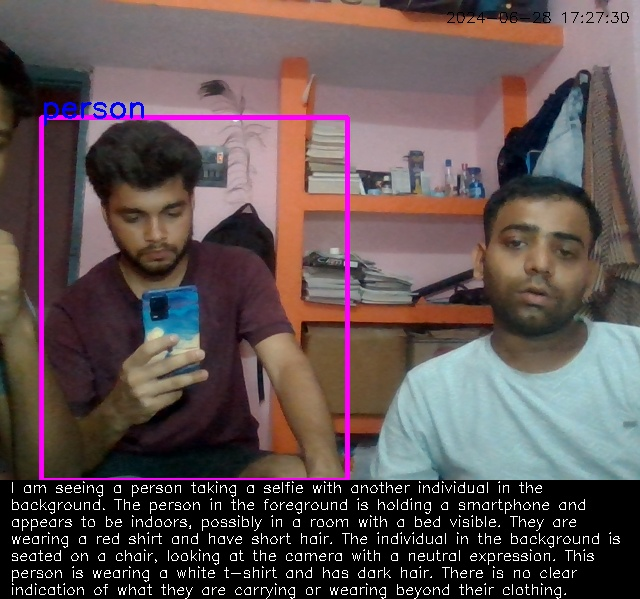 2024-06-28 17:27:30
person
I am seeing a person taking a selfie with another individual in the
background. The person in the foreground is holding a smartphone and
appears to be indoors, possibly in a room with a bed visible. They are
wearing a red shirt and have short hair. The individual in the background is
seated on a chair, looking at the camera with a neutral expression. This
person is wearing a white t-shirt and has dark hair. There is no clear
indication of what they are carrying or wearing beyond their clothing.